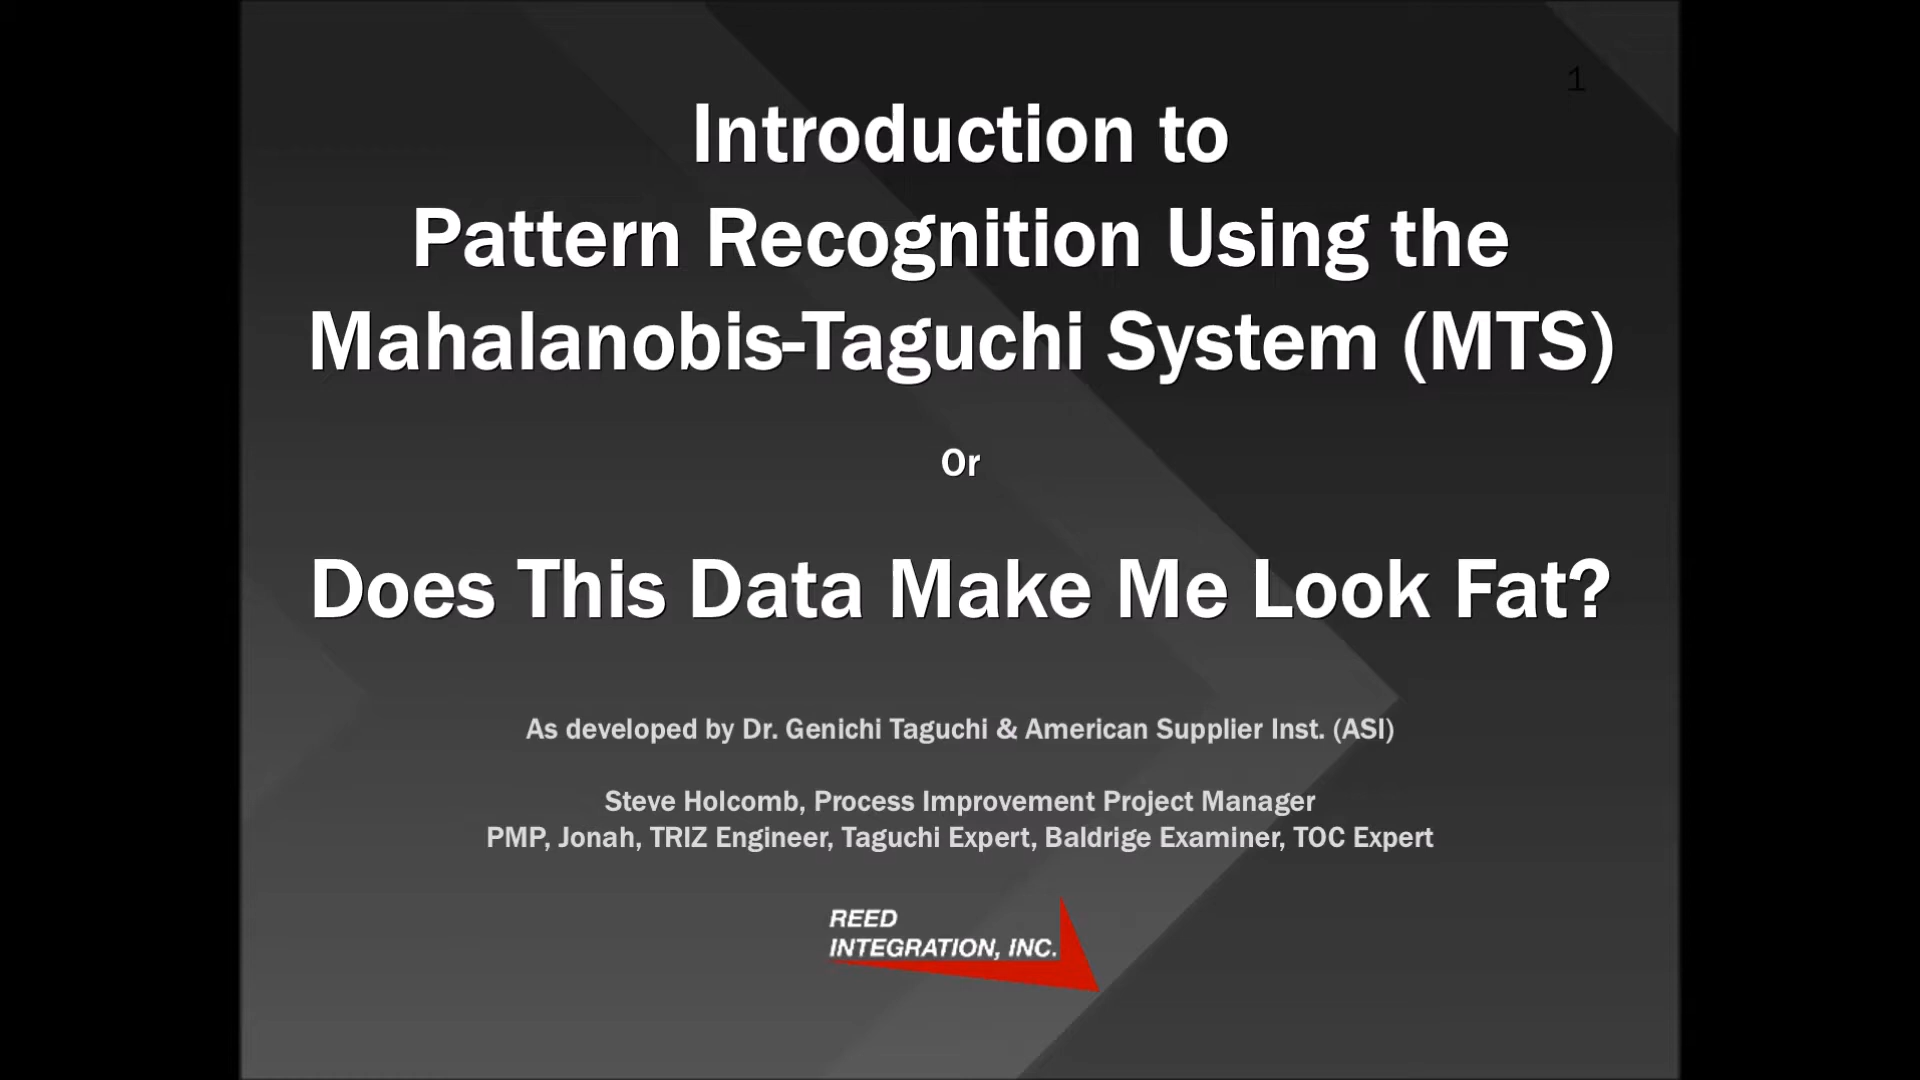 1
Introduction to
Pattern Recognition Using the
Mahalanobis-Taguchi System (MTS)
Or
Does This Data Make Me Look Fat?
As developed by Dr. Genichi Taguchi & American Supplier Inst. (ASI)
Steve Holcomb, Process Improvement Project Manager
PMP, Jonah, TRIZ Engineer, Taguchi Expert, Baldrige Examiner, TOC Expert
REED
INTEGRATION, INC.